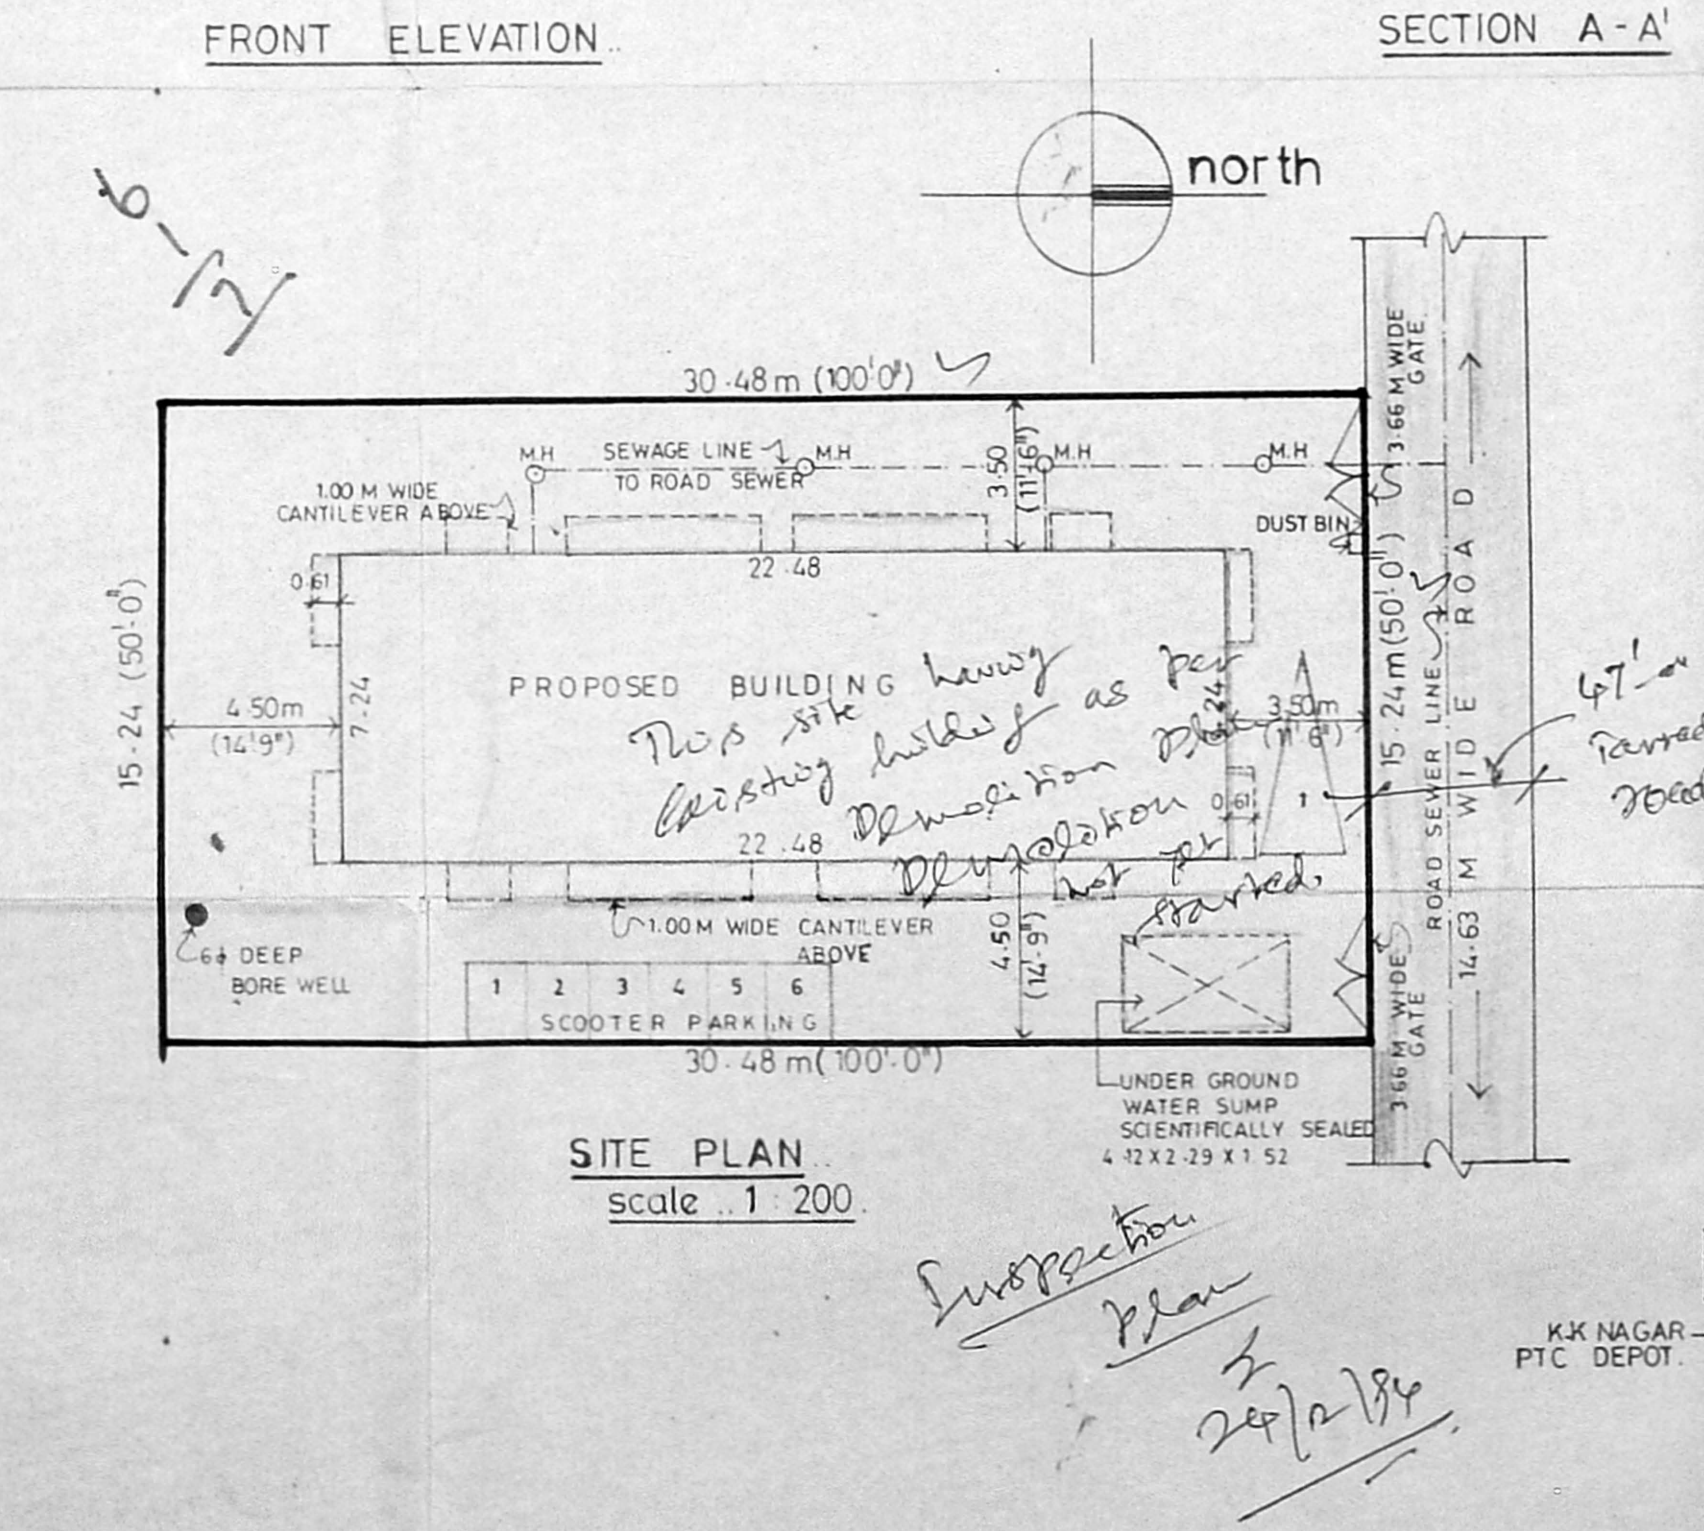 FRONT ELEVATION..
SECTION A-A'
north
6
30.48m (100'.0")
3.66 M WIDE
GATE
M.H
SEWAGE LINE
TO ROAD SEWER
M.H
M.H
M.H
3.50
(11'.6")
1.00 M WIDE
CANTILEVER ABOVE
DUST BIN
22.48
0.61
15.24 (50'.0")
PROPOSED BUILDING
having
This site
existing building as per
Demolition plan
Demolition
not yet
started.
4.50m
(14'9")
7.24
7.24
3.50m
(11'6")
0.61
1
15.24m (50'.0")
ROAD SEWER LINE
14.63 M WIDE ROAD
47'
Tarred
road
22.48
1.00 M WIDE CANTILEVER
ABOVE
4.50
(14'.9")
DEEP
BORE WELL
1 2 3 4 5 6
SCOOTER PARKING
3.66 M WIDE
GATE
30.48m (100'.0")
UNDER GROUND
WATER SUMP
SCIENTIFICALLY SEALED
4.12 X 2.29 X 1.52
SITE PLAN..
scale .. 1 : 200.
Inspection
plan
24/12/94
K.K NAGAR
PTC DEPOT.